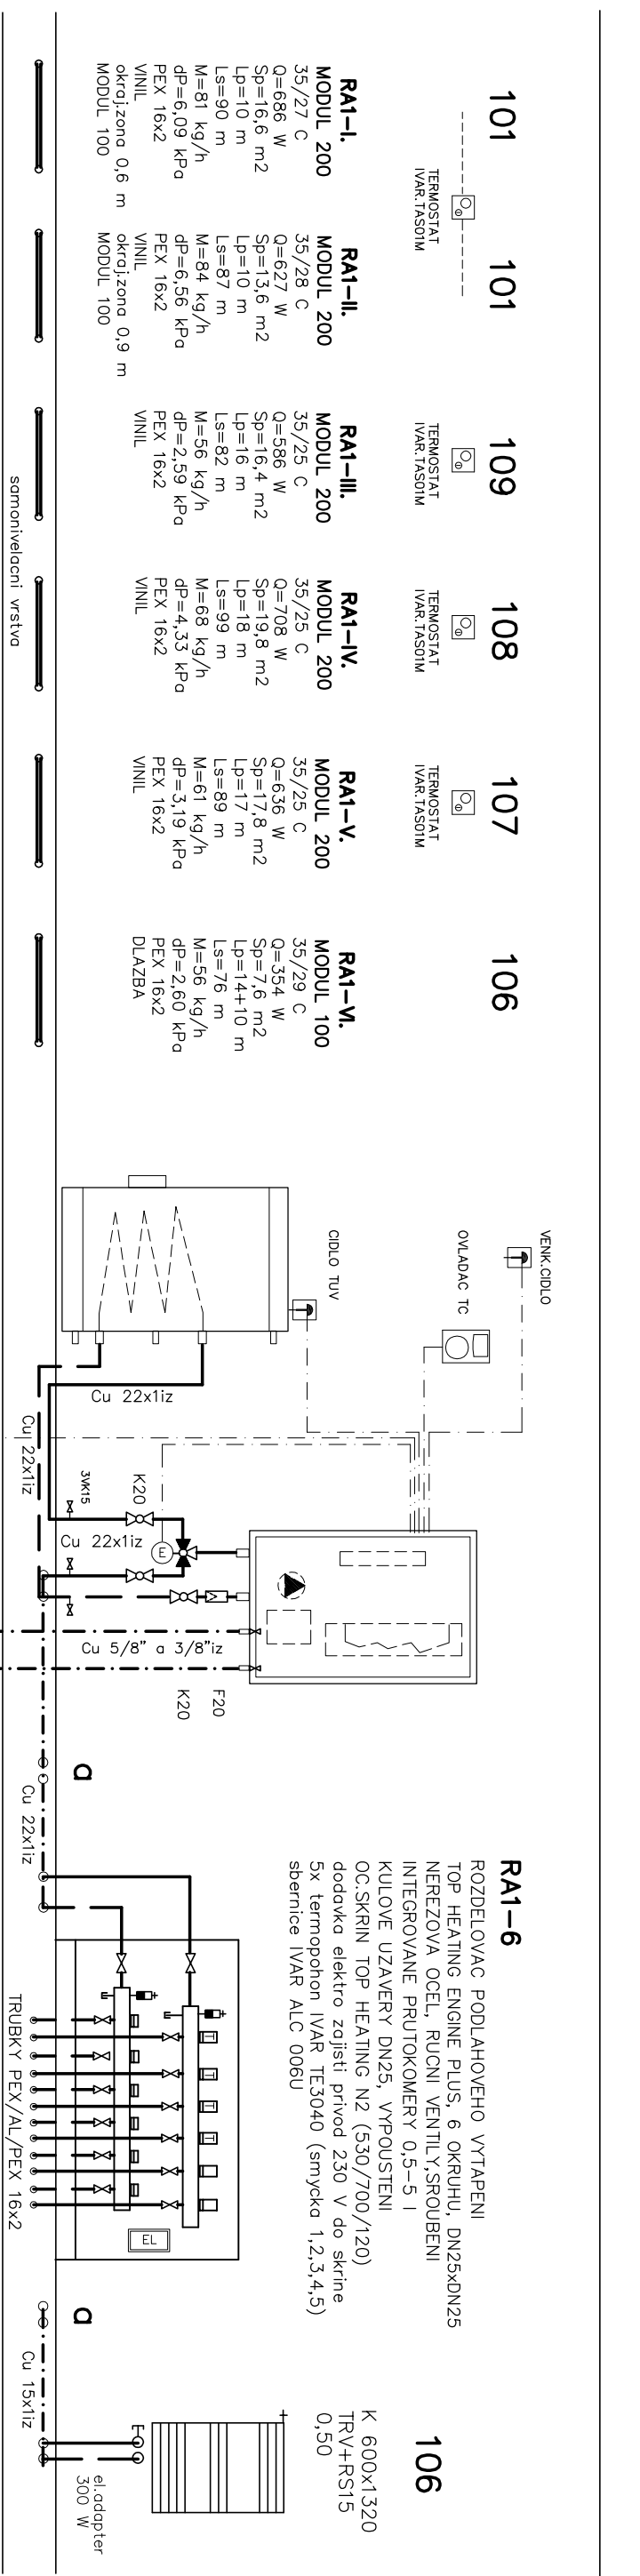 101
101
109
108
107
106
TERMOSTAT
IVAR.TAS01M
TERMOSTAT
IVAR.TAS01M
TERMOSTAT
IVAR.TAS01M
TERMOSTAT
IVAR.TAS01M
RA1-I.
MODUL 200
35/27 C
Q=686 W
Sp=16,6 m2
Lp=10 m
Ls=90 m
M=81 kg/h
dP=6,09 kPa
PEX 16x2
VINIL
okraj.zona 0,6 m
MODUL 100
RA1-II.
MODUL 200
35/28 C
Q=627 W
Sp=13,6 m2
Lp=10 m
Ls=87 m
M=84 kg/h
dP=6,56 kPa
PEX 16x2
VINIL
okraj.zona 0,9 m
MODUL 100
RA1-III.
MODUL 200
35/25 C
Q=586 W
Sp=16,4 m2
Lp=16 m
Ls=82 m
M=56 kg/h
dP=2,59 kPa
PEX 16x2
VINIL
RA1-IV.
MODUL 200
35/25 C
Q=708 W
Sp=19,8 m2
Lp=18 m
Ls=99 m
M=68 kg/h
dP=4,33 kPa
PEX 16x2
VINIL
RA1-V.
MODUL 200
35/25 C
Q=636 W
Sp=17,8 m2
Lp=17 m
Ls=89 m
M=61 kg/h
dP=3,19 kPa
PEX 16x2
VINIL
RA1-VI.
MODUL 100
35/29 C
Q=354 W
Sp=7,6 m2
Lp=14+10 m
Ls=76 m
M=56 kg/h
dP=2,60 kPa
PEX 16x2
DLAZBA
samonivelacni vrstva
VENK.CIDLO
OVLADAC TC
CIDLO TUV
Cu 22x1iz
Cu 22x1iz
3VK15
K20
Cu 22x1iz
E
Cu 5/8" a 3/8"iz
F20
K20
a
Cu 22x1iz
RA1-6
ROZDELOVAC PODLAHOVEHO VYTAPENI
TOP HEATING ENGINE PLUS, 6 OKRUHU, DN25xDN25
NEREZOVA OCEL, RUCNI VENTILY,SROUBENI
INTEGROVANE PRUTOKOMERY 0,5-5 l
KULOVE UZAVERY DN25, VYPOUSTENI
OC.SKRIN TOP HEATING N2 (530/700/120)
dodavka elektro zajisti privod 230 V do skrine
5x termopohon IVAR TE3040 (smycka 1,2,3,4,5)
sbernice IVAR ALC 006U
T
T
T
T
EL
TRUBKY PEX/AL/PEX 16x2
a
Cu 15x1iz
106
K 600x1320
TRV+RS15
0,50
el.adapter
300 W